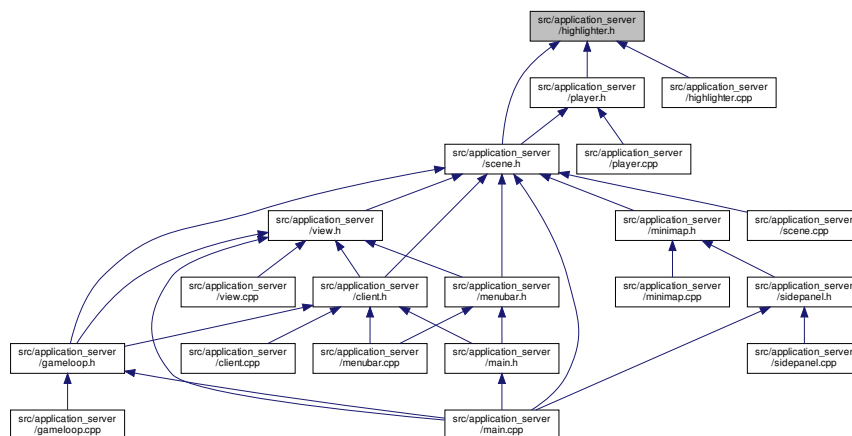 src/application_server
/highlighter.h
src/application_server
/player.h
src/application_server
/highlighter.cpp
src/application_server
/scene.h
src/application_server
/player.cpp
src/application_server
/view.h
src/application_server
/minimap.h
src/application_server
/scene.cpp
src/application_server
/view.cpp
src/application_server
/client.h
src/application_server
/menubar.h
src/application_server
/minimap.cpp
src/application_server
/sidepanel.h
src/application_server
/gameloop.h
src/application_server
/client.cpp
src/application_server
/menubar.cpp
src/application_server
/main.h
src/application_server
/sidepanel.cpp
src/application_server
/gameloop.cpp
src/application_server
/main.cpp